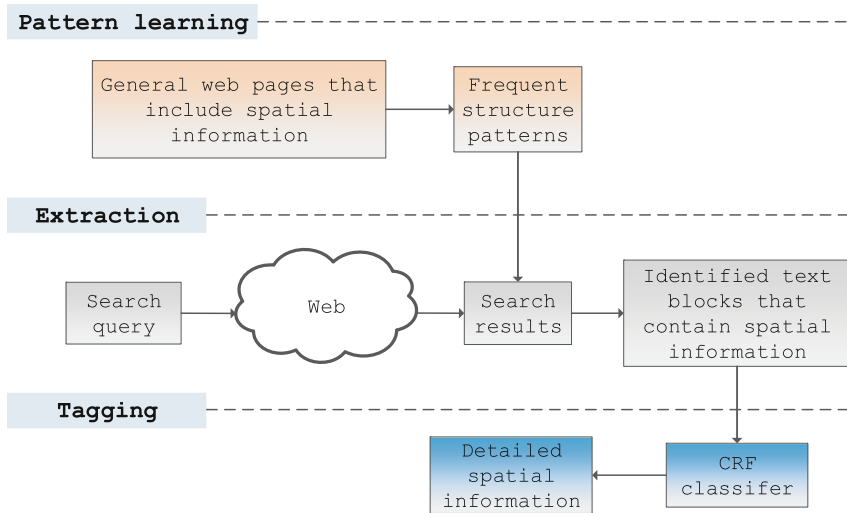 Pattern learning
General web pages that
include spatial
information
Frequent
structure
patterns
Extraction
Search
query
Web
Search
results
Identified text
blocks that
contain spatial
information
Tagging
Detailed
spatial
information
CRF
classifer